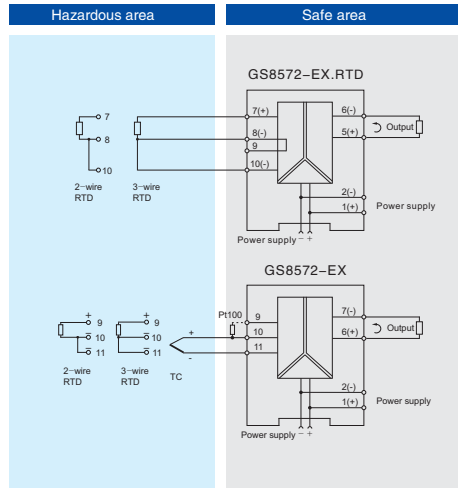 Hazardous area
Safe area
GS8572-EX.RTD
7
8
10
2-wire
RTD
3-wire
RTD
7(+)
8(-)
9
10(-)
6(-)
5(+)
Output
2(-)
1(+)
Power supply
Power supply - +
GS8572-EX
+ 9
- 10
- 11
2-wire
RTD
+ 9
- 10
- 11
3-wire
RTD
+
-
TC
Pt100
9
10
11
7(-)
6(+)
Output
2(-)
1(+)
Power supply
Power supply - +